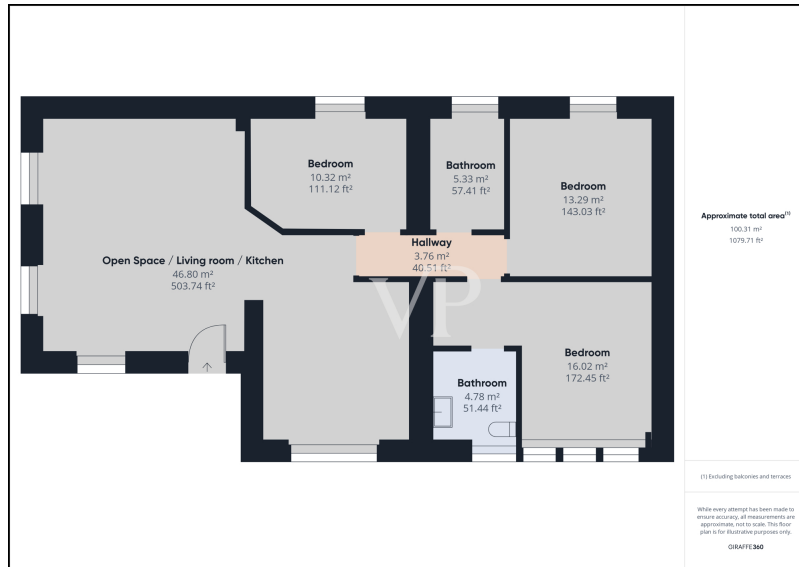 Bedroom
10.32 m²
111.12 ft²
Bathroom
5.33 m²
57.41 ft²
Bedroom
13.29 m²
143.03 ft²
Hallway
3.76 m²
40.51 ft²
Open Space / Living room / Kitchen
46.80 m²
503.74 ft²
VP
Bedroom
16.02 m²
172.45 ft²
Bathroom
4.78 m²
51.44 ft²
Approximate total area⁽¹⁾
100.31 m²
1079.71 ft²
(1) Excluding balconies and terraces
While every attempt has been made to
ensure accuracy, all measurements are
approximate, not to scale. This floor
plan is for illustrative purposes only.
GIRAFFE360